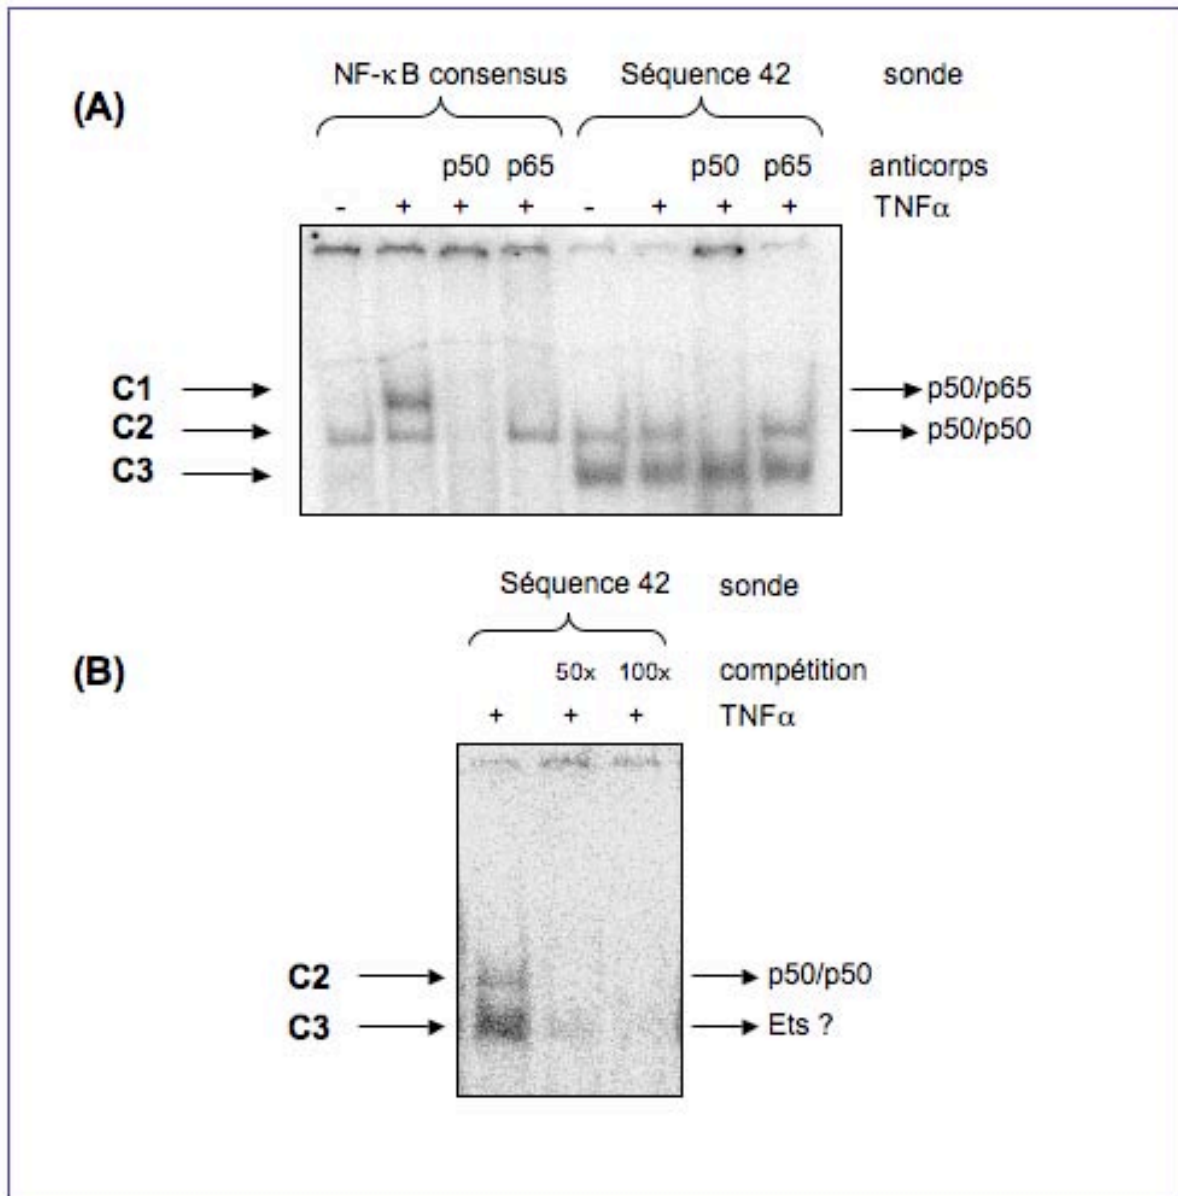 (A)
NF-κB consensus Séquence 42 sonde
p50 p65 p50 p65 anticorps
- + + + - + + + TNFα
C1 p50/p65
C2 p50/p50
C3
Séquence 42 sonde
(B)
50x 100x compétition
+ + + TNFα
C2 p50/p50
C3 Ets ?